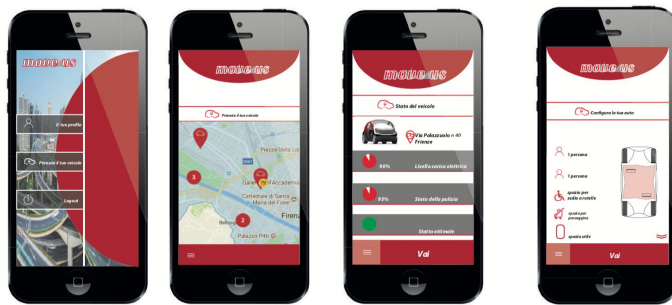 move us
Il tuo profilo
Prenota il tuo veicolo
Logout
move us
Prenota il tuo veicolo
Piazza Della
3
Galleria dell'Accademia
Cattedrale di Santa
Maria del Fiore
3
Firenz
Palazzo Pitti
move us
Stato del veicolo
Via Palazzuolo n 40
Firenze
90%
Livello carica elettrica
95%
Stato della pulizia
Stato ottimale
Vai
move us
Configura la tua auto
1 persona
1 persona
spazio per
sedia a rotelle
spazio per
passeggino
spazio utile
Vai